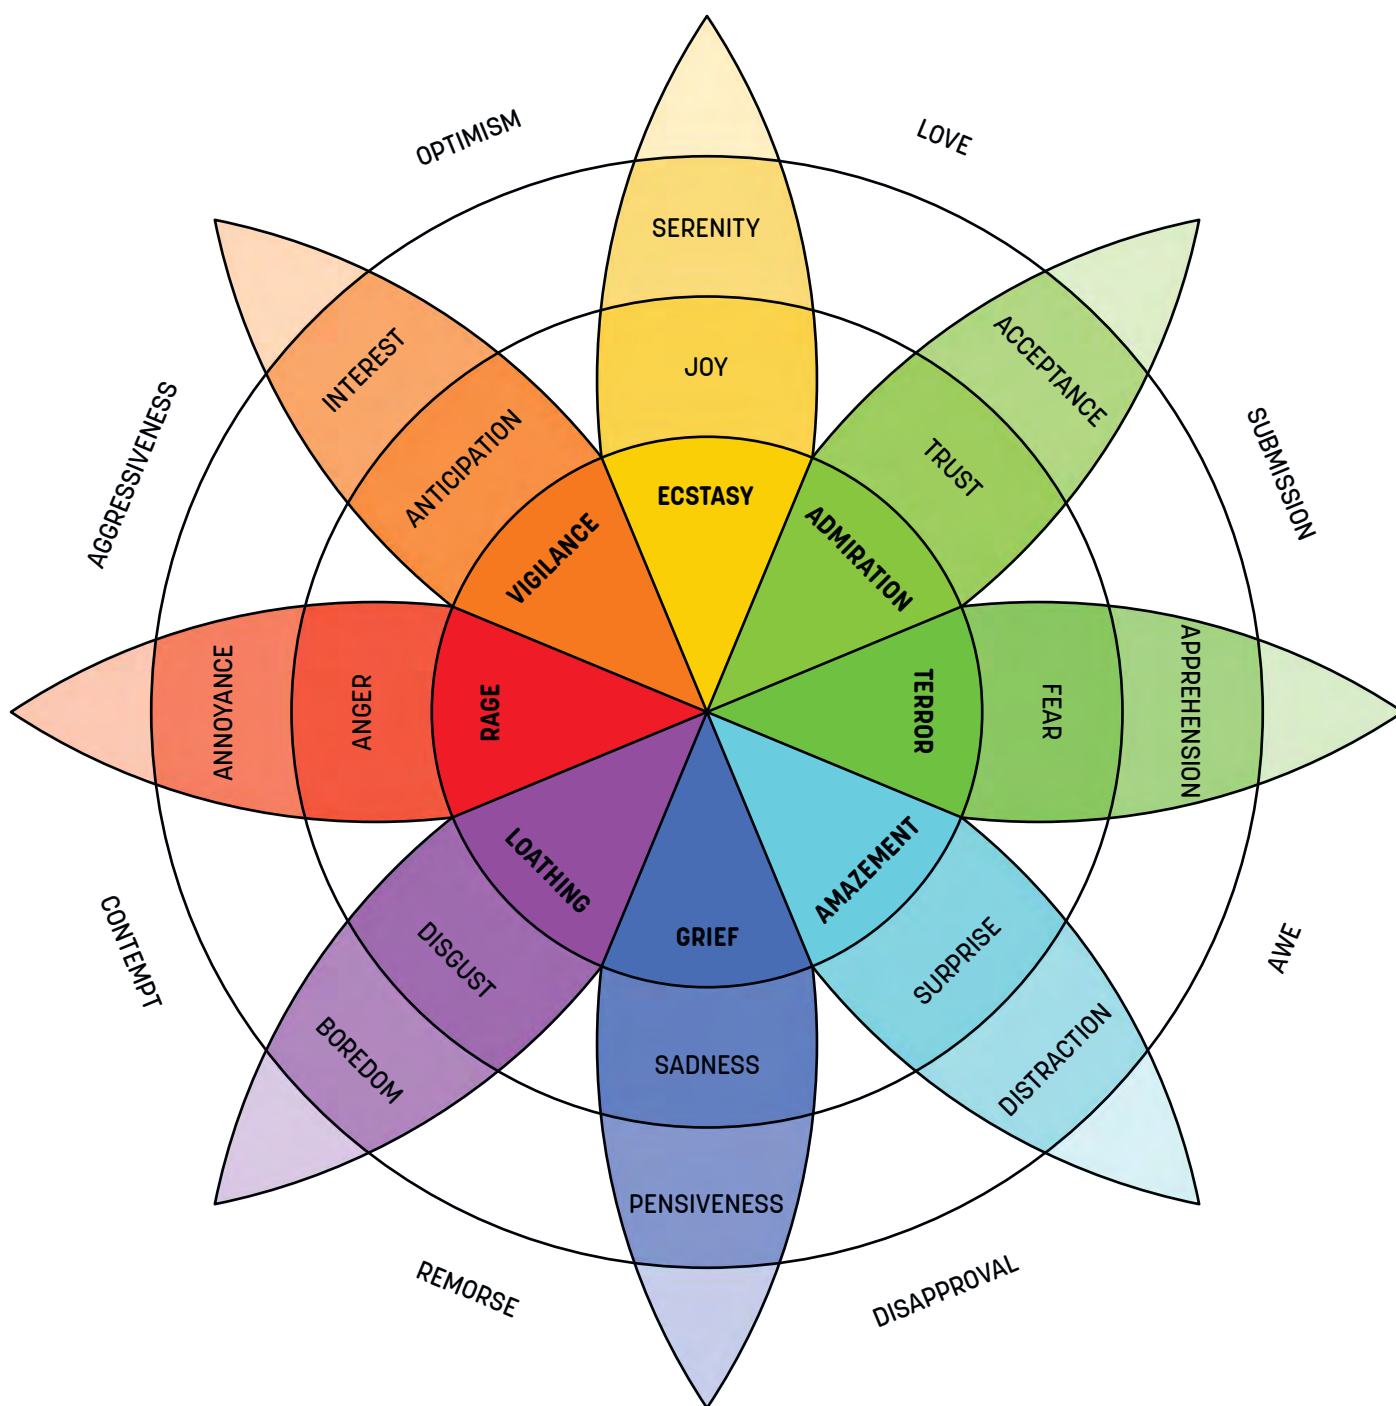 OPTIMISM
LOVE
SERENITY
INTEREST
ACCEPTANCE
JOY
AGGRESSIVENESS
ANTICIPATION
TRUST
SUBMISSION
ECSTASY
VIGILANCE
ADMIRATION
ANNOYANCE
ANGER
RAGE
TERROR
FEAR
APPREHENSION
LOATHING
AMAZEMENT
GRIEF
CONTEMPT
DISGUST
SURPRISE
AWE
BOREDOM
SADNESS
DISTRACTION
PENSIVENESS
REMORSE
DISAPPROVAL